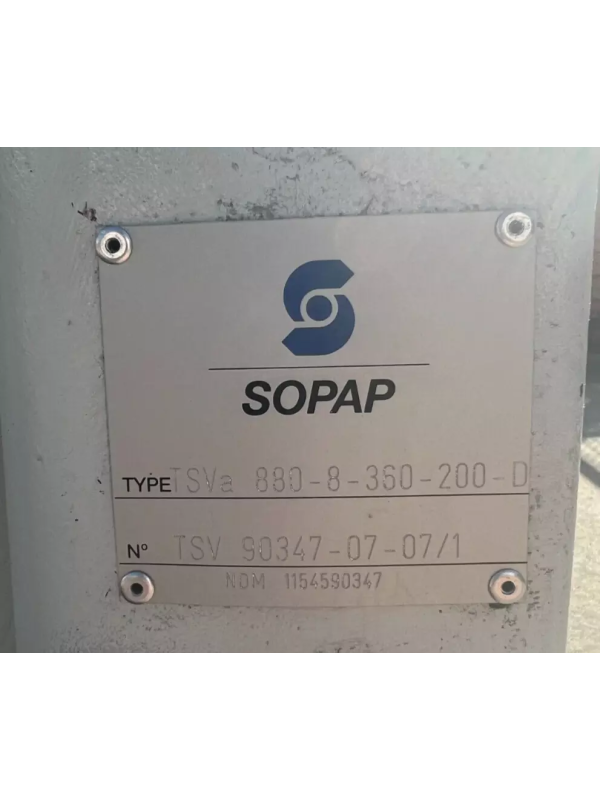 SOPAP
TYPE TSVa 880-8-360-200-D
N° TSV 90347-07-07/1
NOM 1154590347